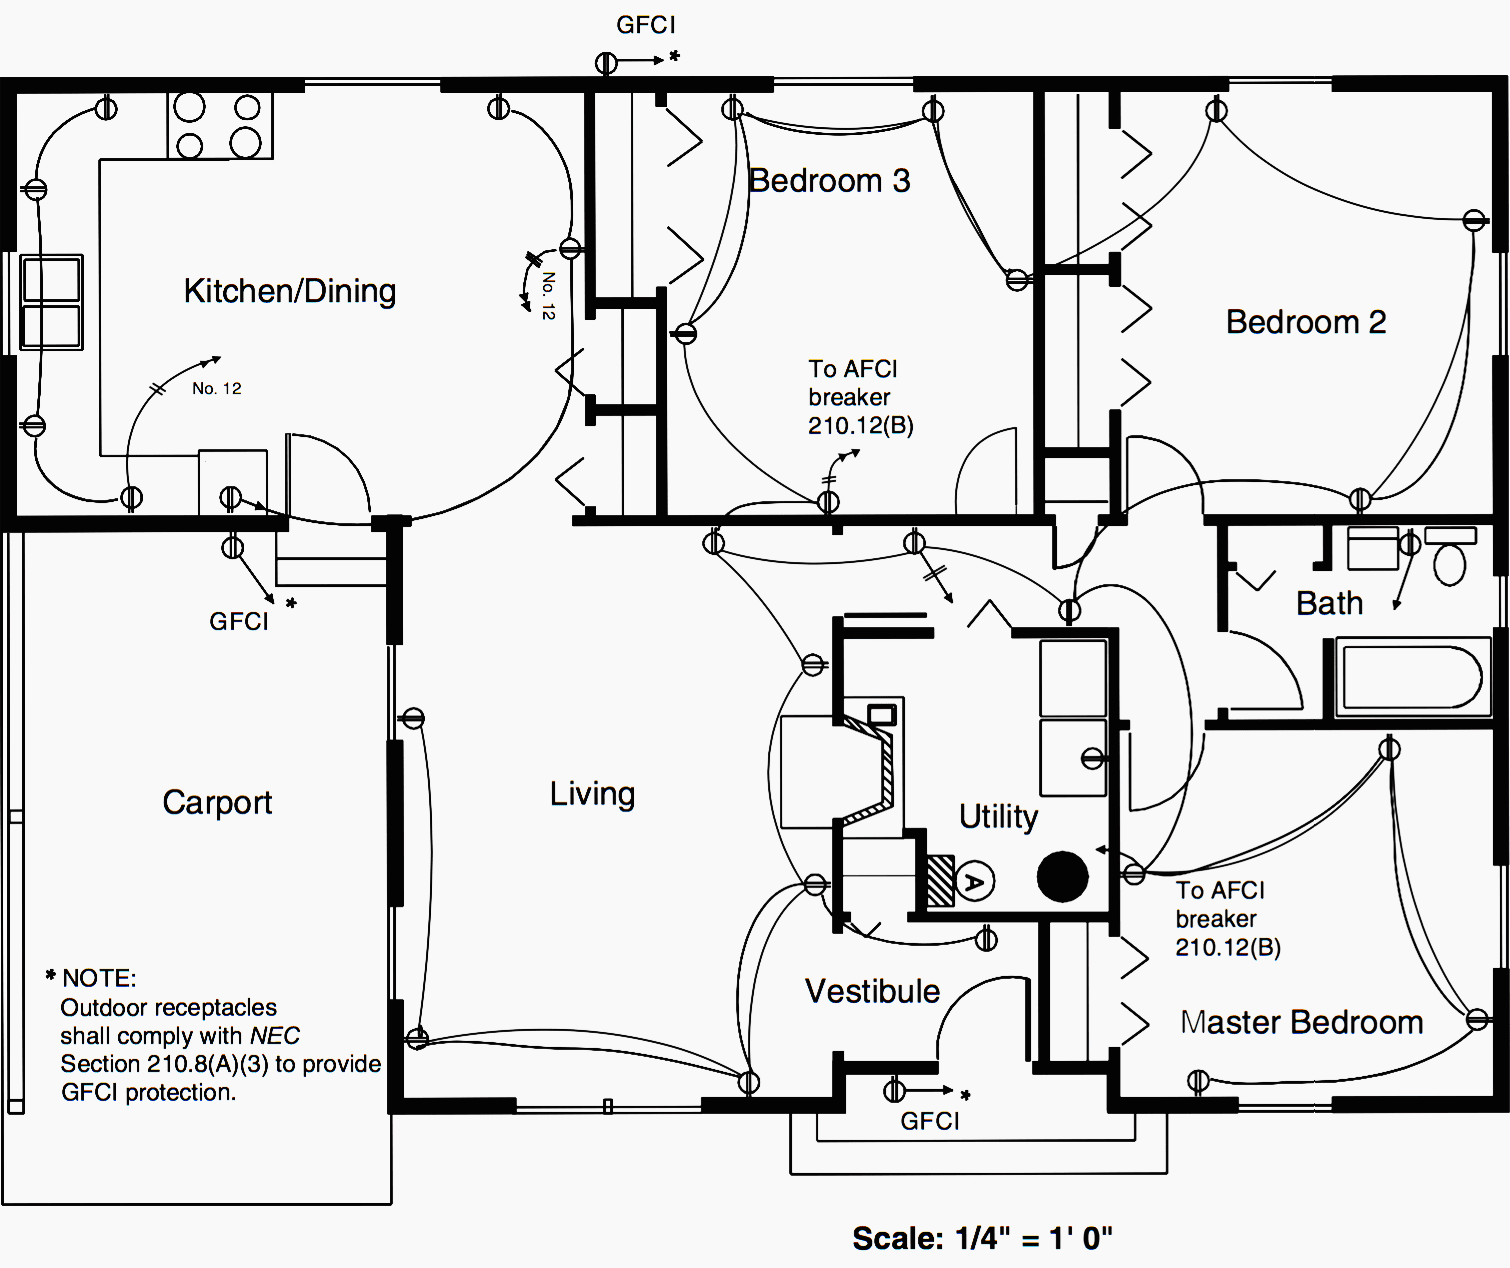 GFCI
*
Bedroom 3
Kitchen/Dining
No. 12
Bedroom 2
To AFCI
breaker
210.12(B)
No. 12
GFCI
*
Bath
Living
Carport
Utility
A
To AFCI
breaker
210.12(B)
* NOTE:
Outdoor receptacles
shall comply with NEC
Section 210.8(A)(3) to provide
GFCI protection.
Vestibule
Master Bedroom
*
GFCI
Scale: 1/4" = 1' 0"